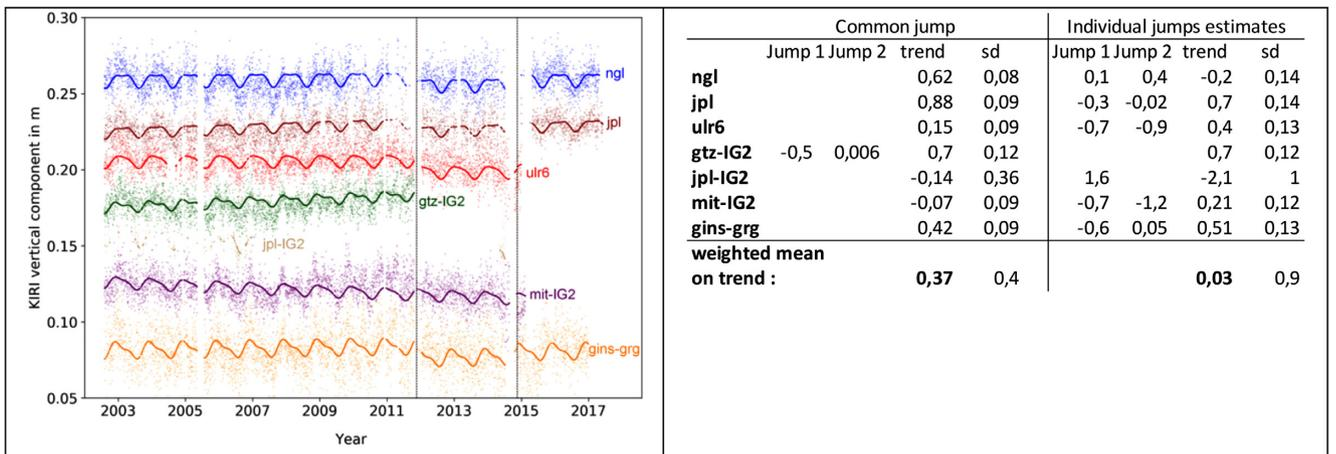 KIRI vertical component in m
0.30
0.25
0.20
0.15
0.10
0.05
ngl
jpl
ulr6
gtz-IG2
jpl-IG2
mit-IG2
gins-grg
2003 2005 2007 2009 2011 2013 2015 2017
Year
Common jump Individual jumps estimates
Jump 1 Jump 2 trend sd Jump 1 Jump 2 trend sd
ngl 0,62 0,08 0,1 0,4 -0,2 0,14
jpl 0,88 0,09 -0,3 -0,02 0,7 0,14
ulr6 0,15 0,09 -0,7 -0,9 0,4 0,13
gtz-IG2 -0,5 0,006 0,7 0,12 0,7 0,12
jpl-IG2 -0,14 0,36 1,6 -2,1 1
mit-IG2 -0,07 0,09 -0,7 -1,2 0,21 0,12
gins-grg 0,42 0,09 -0,6 0,05 0,51 0,13
weighted mean
on trend : 0,37 0,4 0,03 0,9